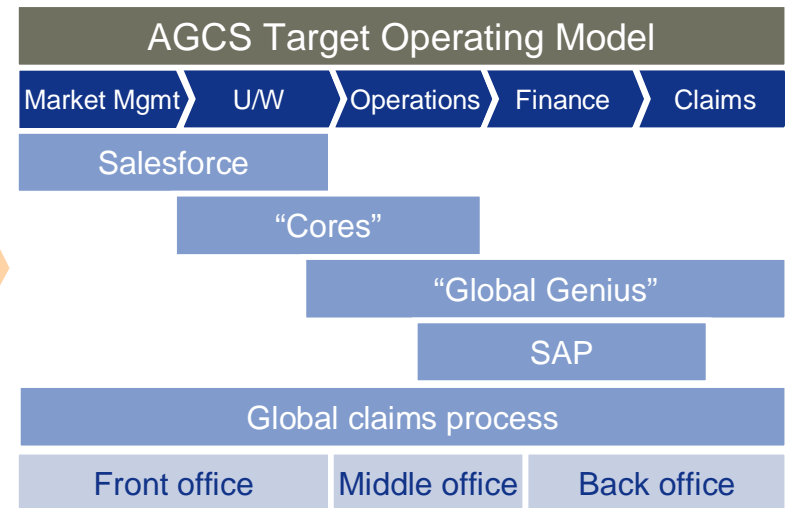 AGCS Target Operating Model
Market Mgmt U/W Operations Finance Claims
Salesforce
“Cores”
“Global Genius”
SAP
Global claims process
Front office Middle office Back office